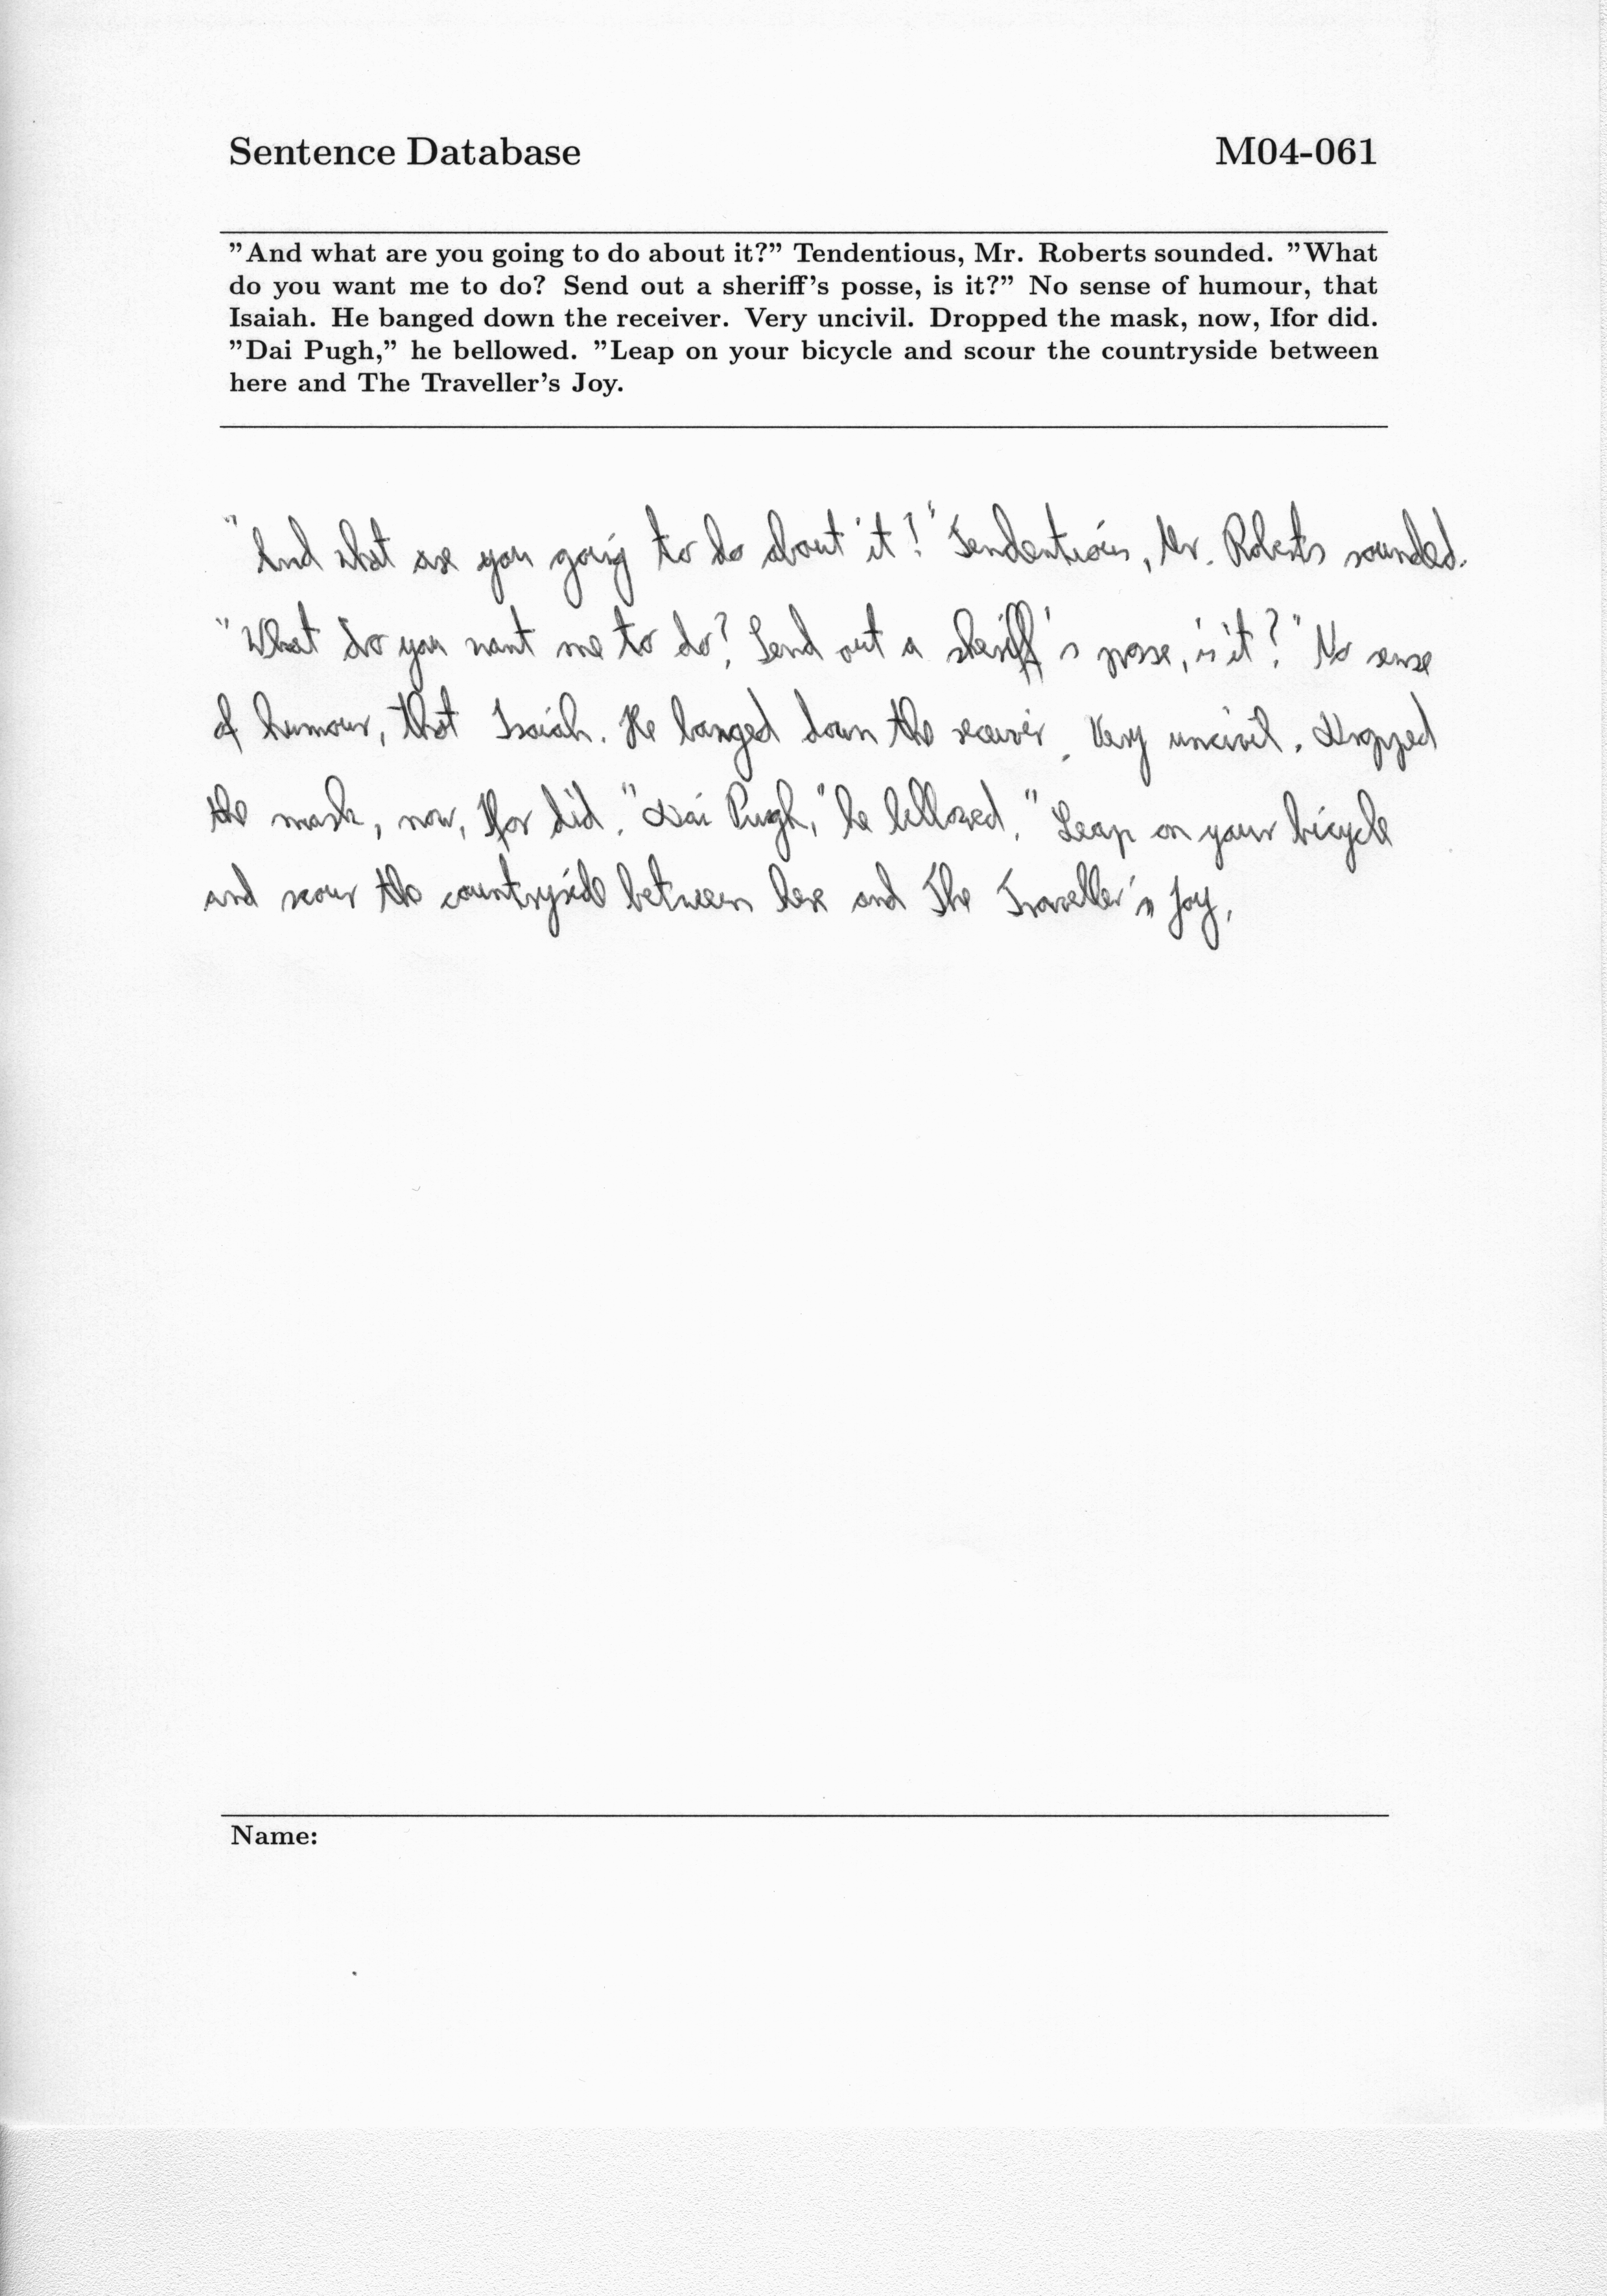 Sentence Database M04-061
"And what are you going to do about it?" Tendentious, Mr. Roberts sounded. "What
do you want me to do? Send out a sheriff's posse, is it?" No sense of humour, that
Isaiah. He banged down the receiver. Very uncivil. Dropped the mask, now, Ifor did.
"Dai Pugh," he bellowed. "Leap on your bicycle and scour the countryside between
here and The Traveller's Joy.
"And what are you going to do about it?" Tendentious, Mr. Roberts sounded.
"What do you want me to do? Send out a sheriff's posse, is it?" No sense
of humour, that Isaiah. He banged down the receiver. Very uncivil. Dropped
the mask, now, Ifor did. "Dai Pugh," he bellowed. "Leap on your bicycle
and scour the countryside between here and The Traveller's Joy.
Name: